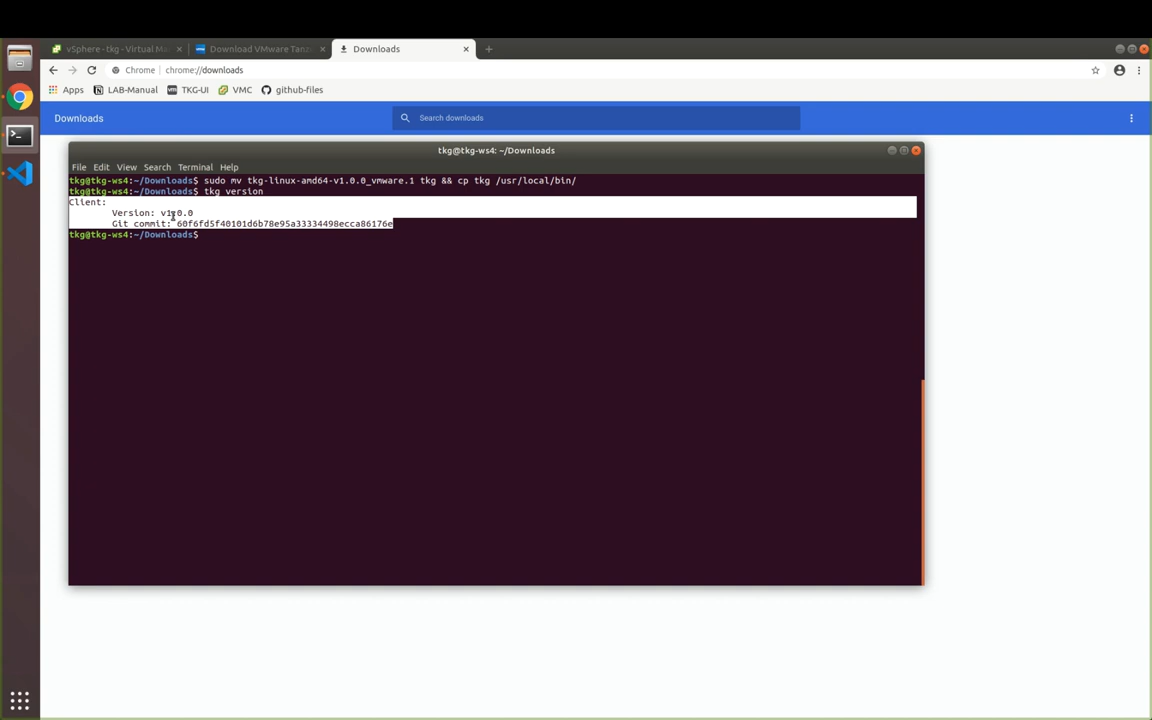 vSphere - tkg - Virtual Ma
Download VMware Tanz
Downloads
Chrome
chrome://downloads
Apps
LAB-Manual
TKG-UI
VMC
github-files
Downloads
Search downloads
tkg@tkg-ws4: ~/Downloads
File Edit View Search Terminal Help
tkg@tkg-ws4:~/Downloads$ sudo mv tkg-linux-amd64-v1.0.0_vmware.1 tkg && cp tkg /usr/local/bin/
tkg@tkg-ws4:~/Downloads$ tkg version
Client:
Version: v1.0.0
Git commit: 60f6fd5f40101d6b78e95a33334498ecca86176e
tkg@tkg-ws4:~/Downloads$